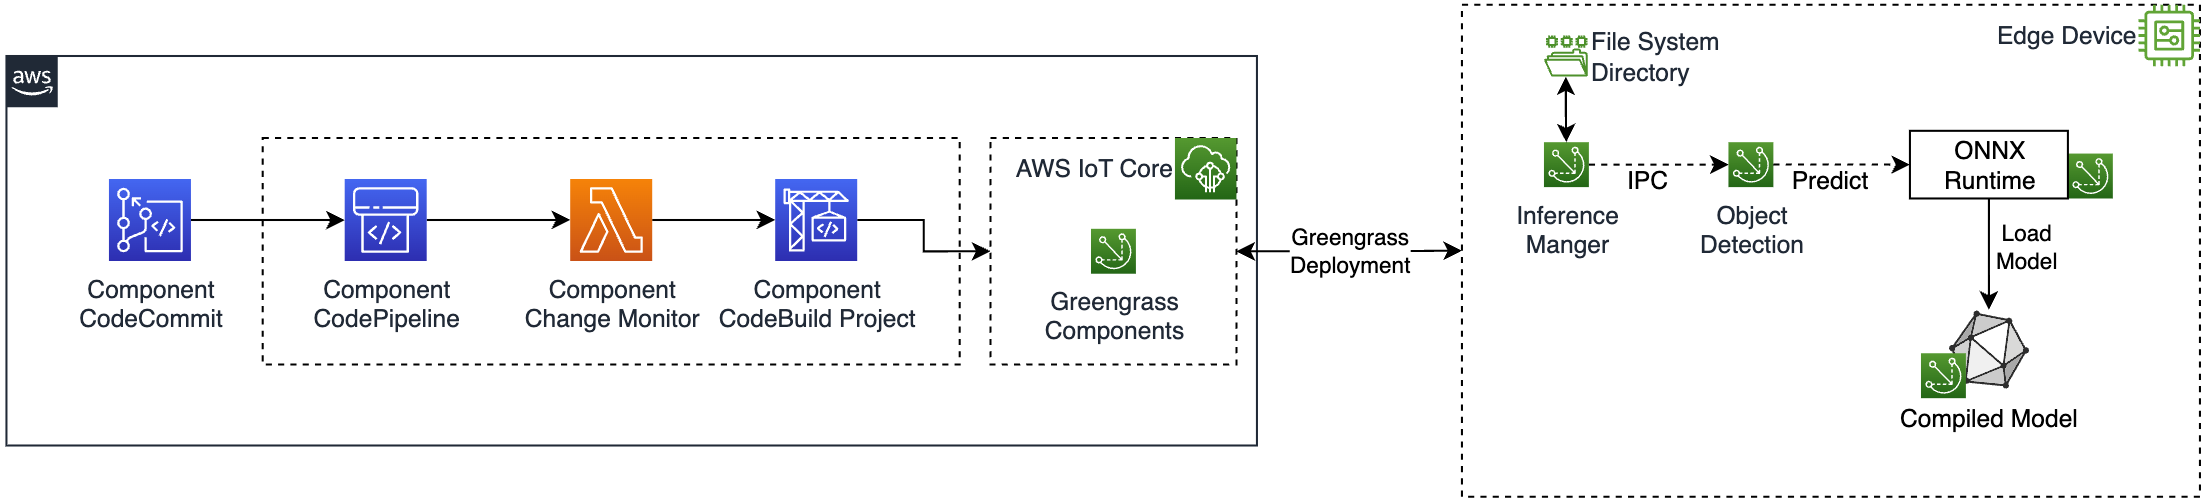 aws
Component
CodeCommit
Component
CodePipeline
Component
Change Monitor
Component
CodeBuild Project
AWS IoT Core
Greengrass
Components
Greengrass
Deployment
Edge Device
File System
Directory
Inference
Manger
IPC
Object
Detection
Predict
ONNX
Runtime
Load
Model
Compiled Model